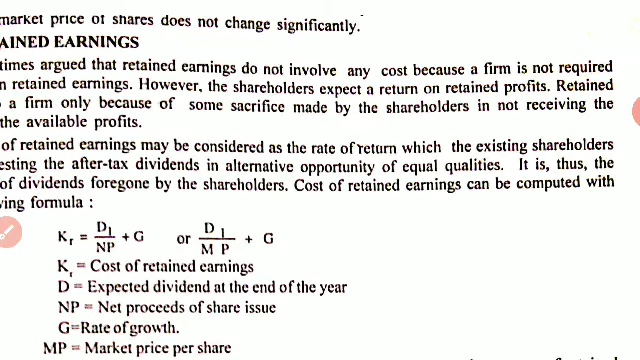 market price of shares does not change significantly.
AINED EARNINGS
times argued that retained earnings do not involve any cost because a firm is not required
n retained earnings. However, the shareholders expect a return on retained profits. Retained
a firm only because of some sacrifice made by the shareholders in not receiving the
the available profits.
of retained earnings may be considered as the rate of return which the existing shareholders
esting the after-tax dividends in alternative opportunity of equal qualities. It is, thus, the
of dividends foregone by the shareholders. Cost of retained earnings can be computed with
ving formula :
K_r = D_1/NP + G or D_1/M P + G
K_r = Cost of retained earnings
D = Expected dividend at the end of the year
NP = Net proceeds of share issue
G=Rate of growth.
MP = Market price per share